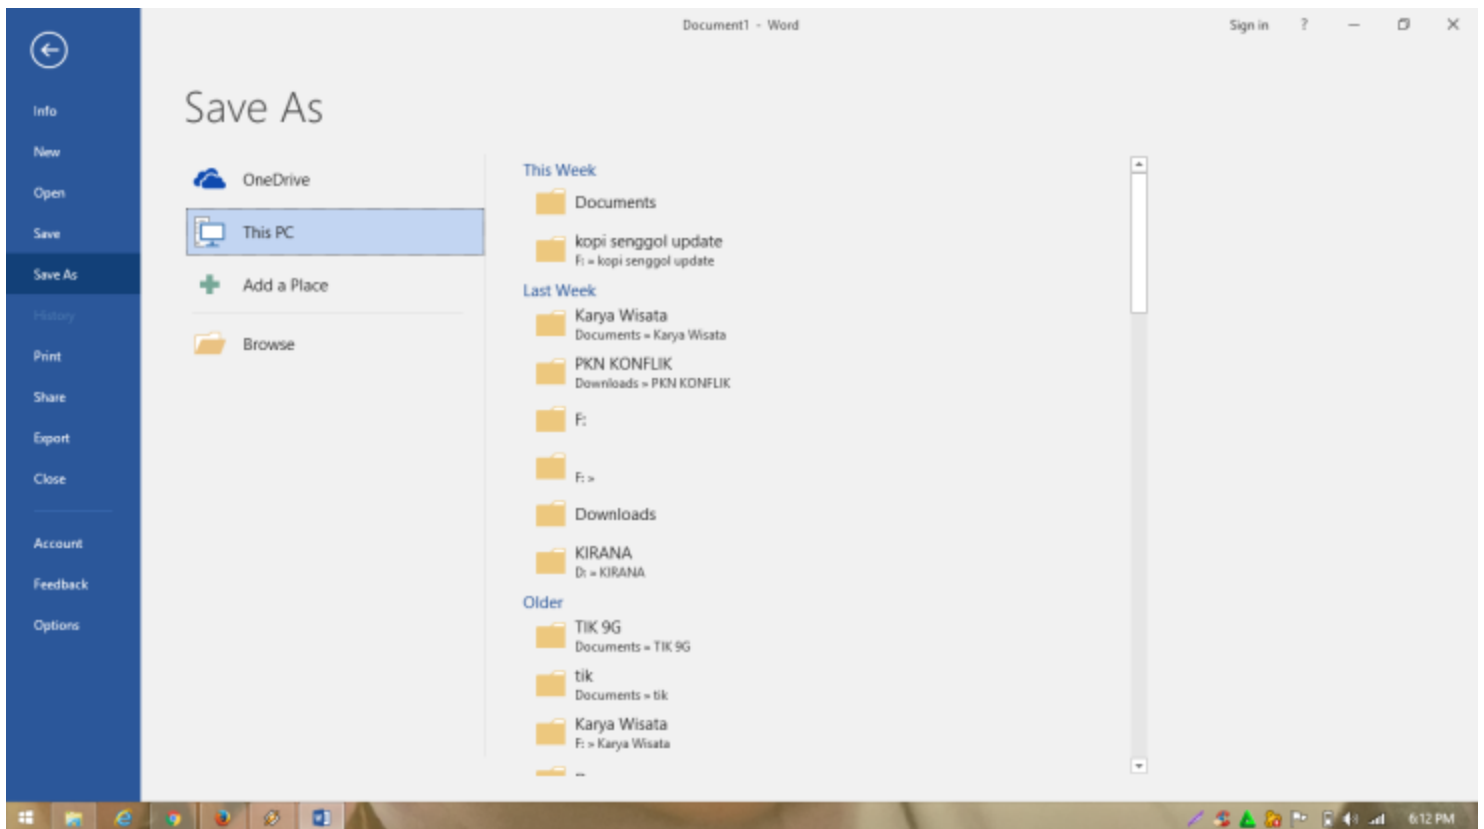 Document1 - Word
Sign in ?
Info
New
Open
Save
Save As
History
Print
Share
Export
Close
Account
Feedback
Options
Save As
OneDrive
This PC
Add a Place
Browse
This Week
Documents
kopi senggol update
F: » kopi senggol update
Last Week
Karya Wisata
Documents » Karya Wisata
PKN KONFLIK
Downloads » PKN KONFLIK
F:
F: »
Downloads
KIRANA
D: » KIRANA
Older
TIK 9G
Documents » TIK 9G
tik
Documents » tik
Karya Wisata
F: » Karya Wisata
6:12 PM